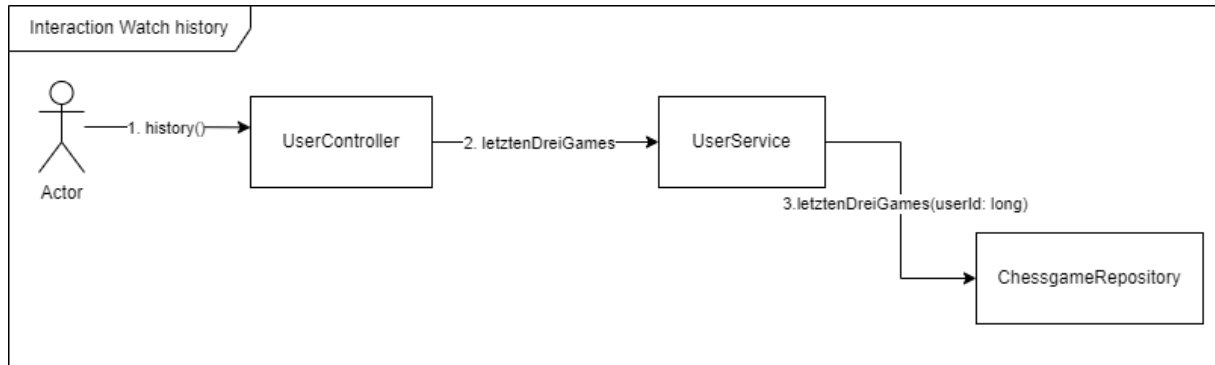 Interaction Watch history
1. history()
UserController
2. letztenDreiGames
UserService
Actor
3.letztenDreiGames(userId: long)
ChessgameRepository